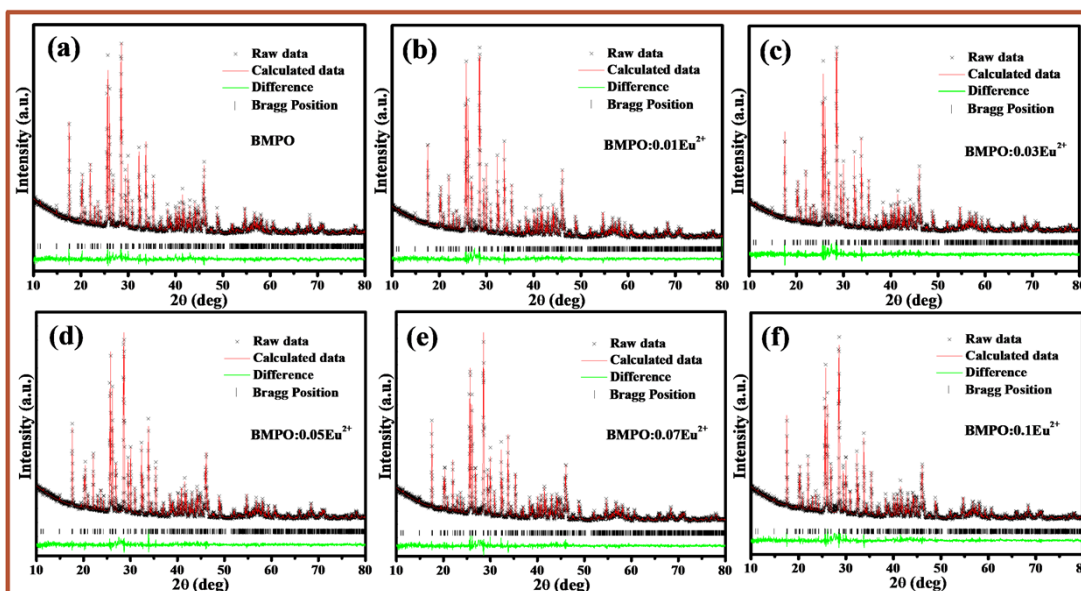 (a)
Raw data
Calculated data
Difference
Bragg Position
BMPO
Intensity (a.u.)
10 20 30 40 50 60 70 80
2θ (deg)
(b)
Raw data
Calculated data
Difference
Bragg Position
BMPO:0.01Eu²⁺
Intensity (a.u.)
10 20 30 40 50 60 70 80
2θ (deg)
(c)
Raw data
Calculated data
Difference
Bragg Position
BMPO:0.03Eu²⁺
Intensity (a.u.)
10 20 30 40 50 60 70 80
2θ (deg)
(d)
Raw data
Calculated data
Difference
Bragg Position
BMPO:0.05Eu²⁺
Intensity (a.u.)
10 20 30 40 50 60 70 80
2θ (deg)
(e)
Raw data
Calculated data
Difference
Bragg Position
BMPO:0.07Eu²⁺
Intensity (a.u.)
10 20 30 40 50 60 70 80
2θ (deg)
(f)
Raw data
Calculated data
Difference
Bragg Position
BMPO:0.1Eu²⁺
Intensity (a.u.)
10 20 30 40 50 60 70 80
2θ (deg)